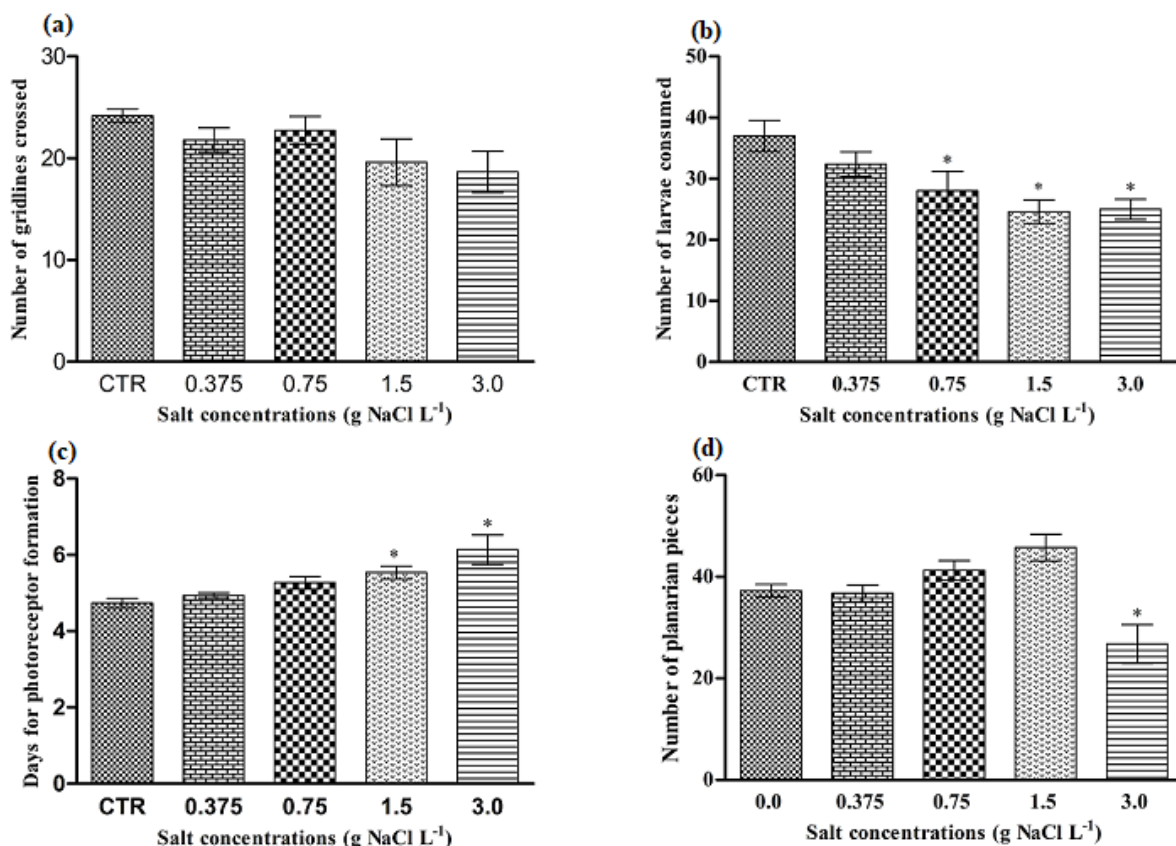 (a)
Number of gridlines crossed
30
20
10
0
CTR 0.375 0.75 1.5 3.0
Salt concentrations (g NaCl L⁻¹)
(b)
Number of larvae consumed
50
40
30
20
10
0
* * *
CTR 0.375 0.75 1.5 3.0
Salt concentrations (g NaCl L⁻¹)
(c)
Days for photoreceptor formation
8
6
4
2
0
* *
CTR 0.375 0.75 1.5 3.0
Salt concentrations (g NaCl L⁻¹)
(d)
Number of planarian pieces
60
40
20
0
*
0.0 0.375 0.75 1.5 3.0
Salt concentrations (g NaCl L⁻¹)